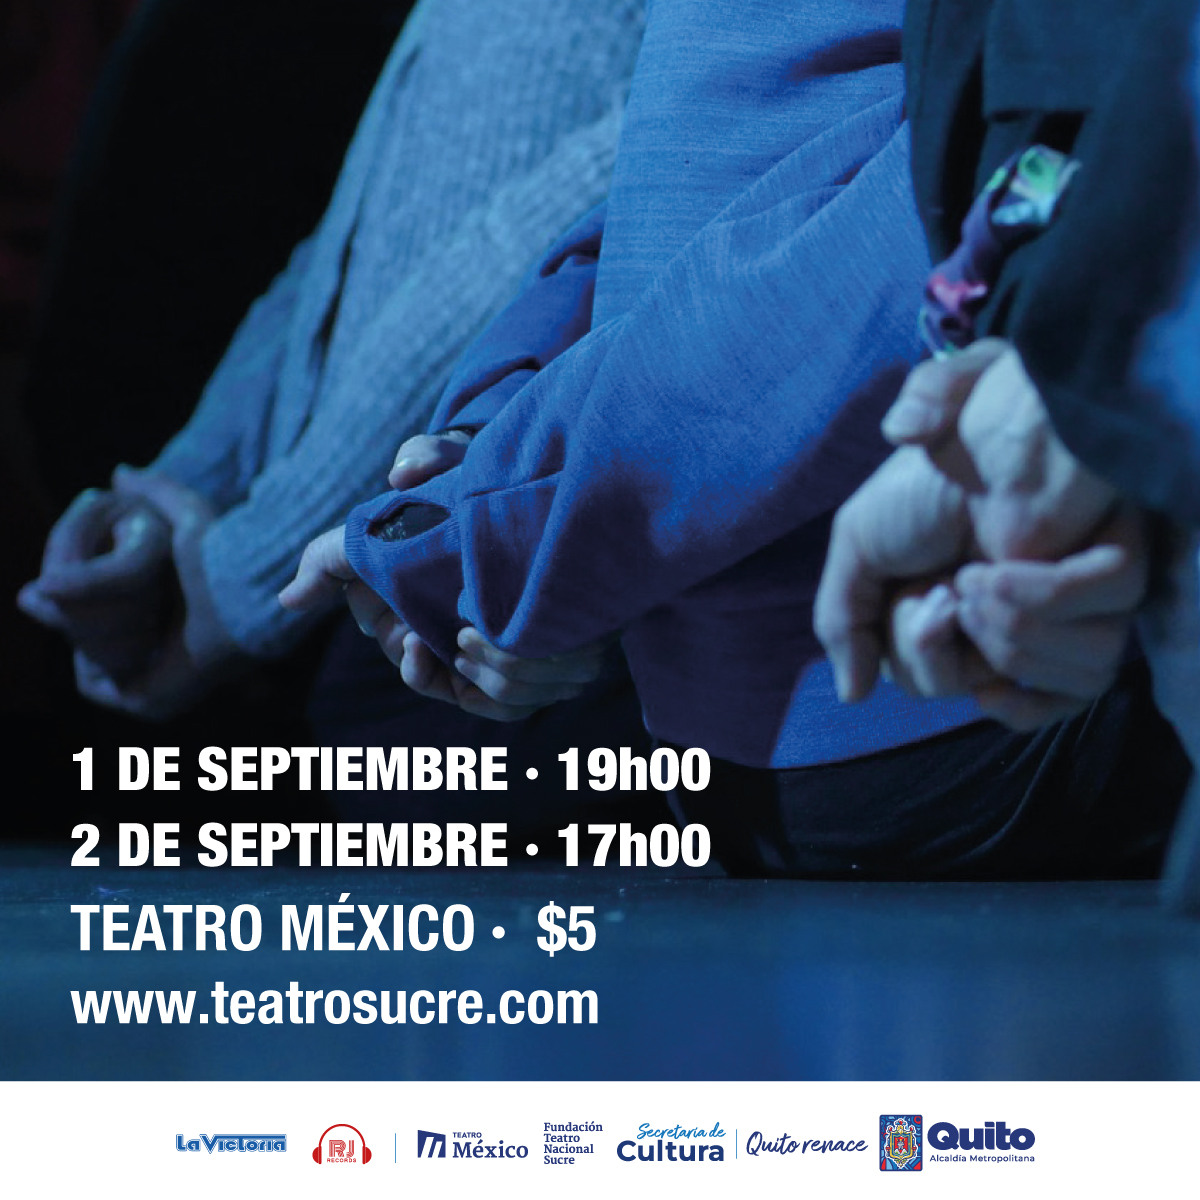 1 DE SEPTIEMBRE · 19h00
2 DE SEPTIEMBRE · 17h00
TEATRO MÉXICO · $5
www.teatrosucre.com
La Victoria
RJ
RECORDS
TEATRO
México
Fundación
Teatro
Nacional
Sucre
Secretaría de
Cultura
Quito renace
Quito
Alcaldía Metropolitana